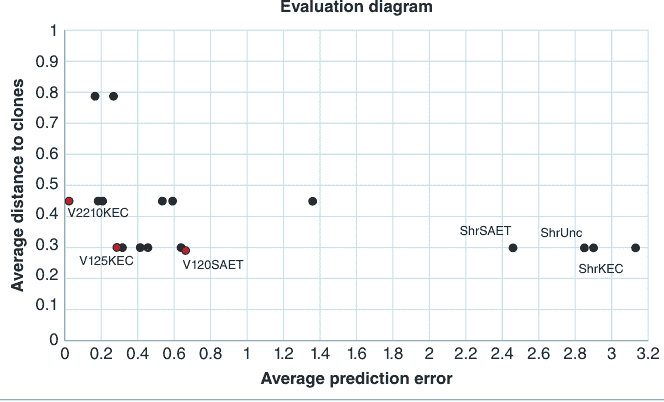 Evaluation diagram
Average distance to clones
1
0.9
0.8
0.7
0.6
0.5
0.4
0.3
0.2
0.1
0
V2210KEC
V125KEC
V120SAET
ShrSAET
ShrUnc
ShrKEC
0 0.2 0.4 0.6 0.8 1 1.2 1.4 1.6 1.8 2 2.2 2.4 2.6 2.8 3 3.2
Average prediction error